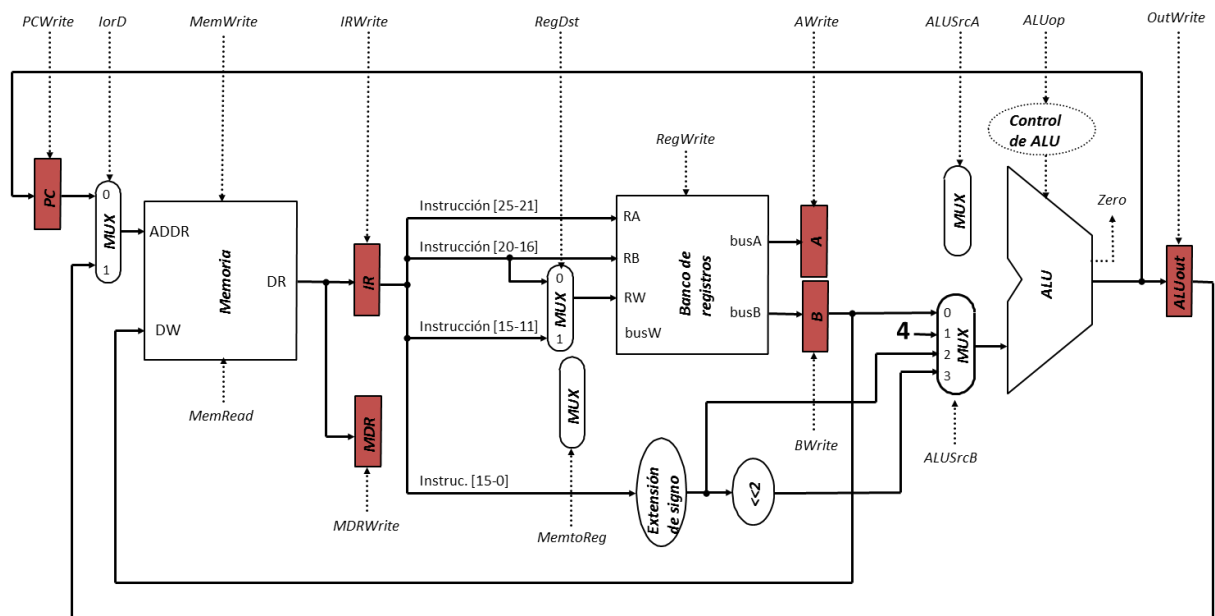 PCWrite
IorD
MemWrite
IRWrite
RegDst
AWrite
ALUSrcA
ALUop
OutWrite
Control
de ALU
RegWrite
PC
0
MUX
1
ADDR
Memoria
DR
DW
MemRead
IR
MDR
MDRWrite
Instrucción [25-21]
Instrucción [20-16]
Instrucción [15-11]
Instruc. [15-0]
0
MUX
1
MUX
MemtoReg
RA
RB
RW
busW
Banco de
registros
busA
busB
A
B
BWrite
Extensión
de signo
<<2
MUX
4
0
1
2
3
MUX
ALUSrcB
ALU
Zero
ALUout